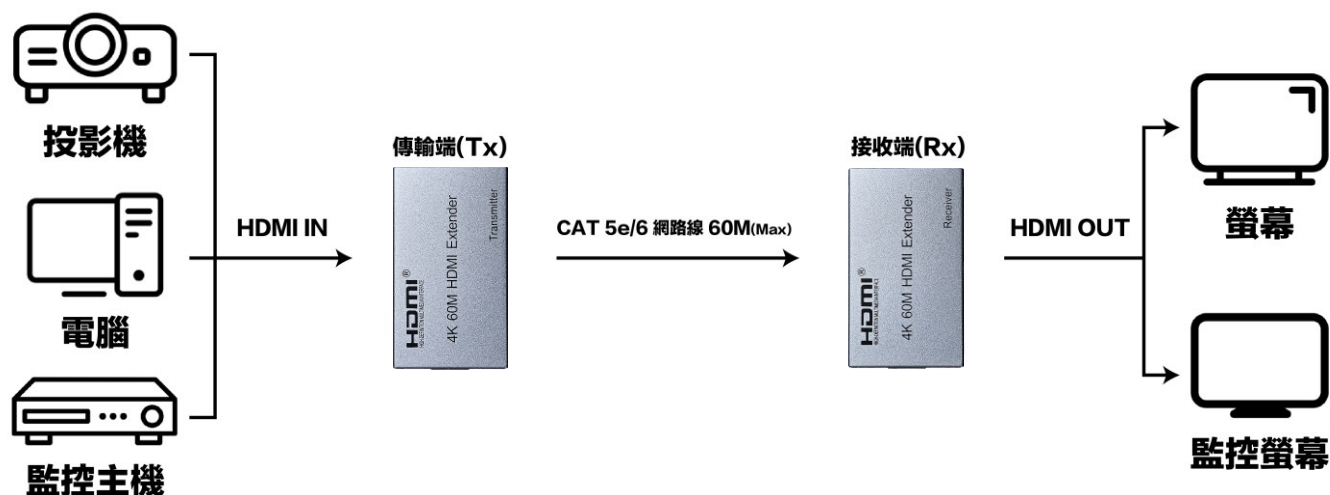 投影機
電腦
監控主機
HDMI IN
傳輸端(Tx)
HDMI®
4K 60M HDMI Extender
Transmitter
CAT 5e/6 網路線 60M(Max)
接收端(Rx)
HDMI®
4K 60M HDMI Extender
Receiver
HDMI OUT
螢幕
監控螢幕